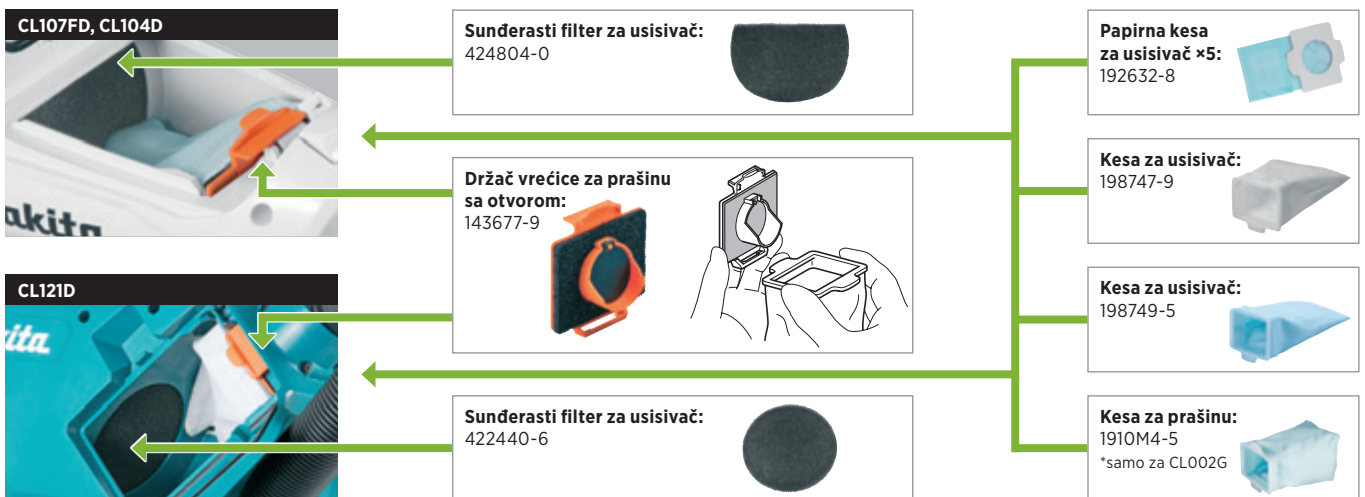 CL107FD, CL104D
akita
Sunđerasti filter za usisivač:
424804-0
Držač vrećice za prašinu
sa otvorom:
143677-9
CL121D
ita
Sunđerasti filter za usisivač:
422440-6
Papirna kesa
za usisivač ×5:
192632-8
Kesa za usisivač:
198747-9
Kesa za usisivač:
198749-5
Kesa za prašinu:
1910M4-5
*samo za CL002G